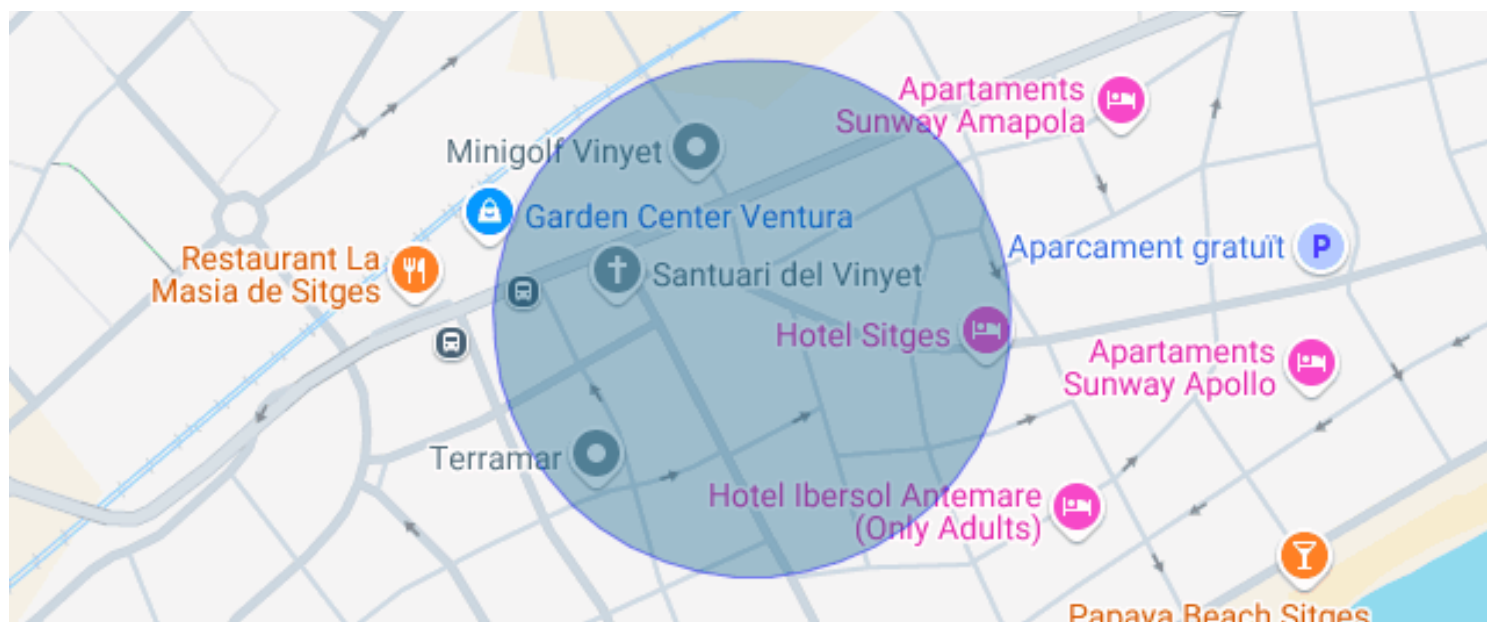 Apartaments
Sunway Amapola
Minigolf Vinyet
Garden Center Ventura
Aparcament gratuït
P
Restaurant La
Masia de Sitges
Santuari del Vinyet
Hotel Sitges
Apartaments
Sunway Apollo
Terramar
Hotel Ibersol Antemare
(Only Adults)
Papaya Beach Sitges